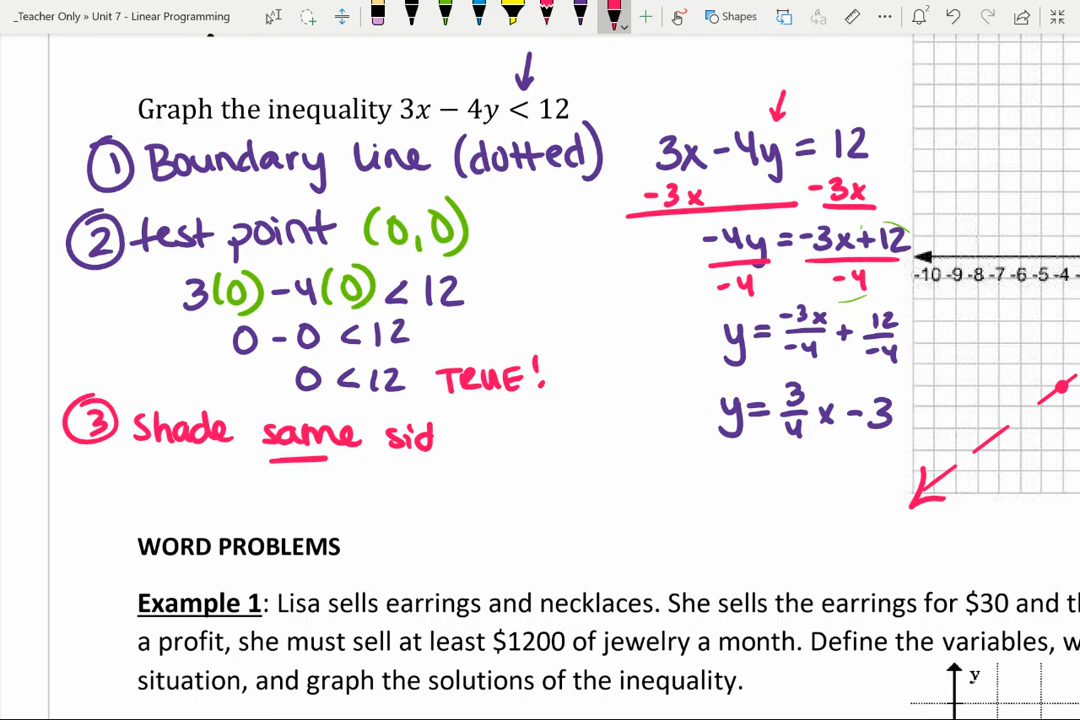 _Teacher Only » Unit 7 - Linear Programming
Shapes
Graph the inequality 3x − 4y < 12
① Boundary line (dotted)
② test point (0,0)
3(0) - 4(0) < 12
0 - 0 < 12
0 < 12 TRUE!
③ Shade same sid
3x - 4y = 12
-3x -3x
-4y = -3x + 12
-4 -4
y = -3x/-4 + 12/-4
y = 3/4 x - 3
-10 -9 -8 -7 -6 -5 -4
WORD PROBLEMS
Example 1: Lisa sells earrings and necklaces. She sells the earrings for $30 and th
a profit, she must sell at least $1200 of jewelry a month. Define the variables, w
situation, and graph the solutions of the inequality.
y